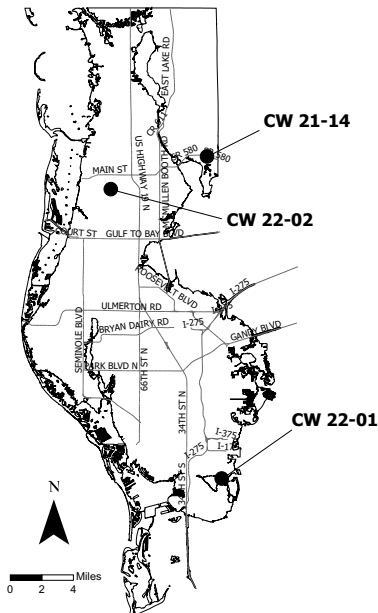 EAST LAKE RD
CR 611
CW 21-14
CR 580
580
US HIGHWAY 19 N
MCMULLEN BOOTH RD
MAIN ST
CW 22-02
COURT ST
GULF TO BAY BLVD
ROOSEVELT BLVD
I-275
ULMERTON RD
SEMINOLE BLVD
BRYAN DAIRY RD
I-275
GANDY BLVD
66TH ST N
PARK BLVD N
34TH ST N
CW 22-01
I-375
I-275
I-175
34TH ST S
N
0 2 4 Miles